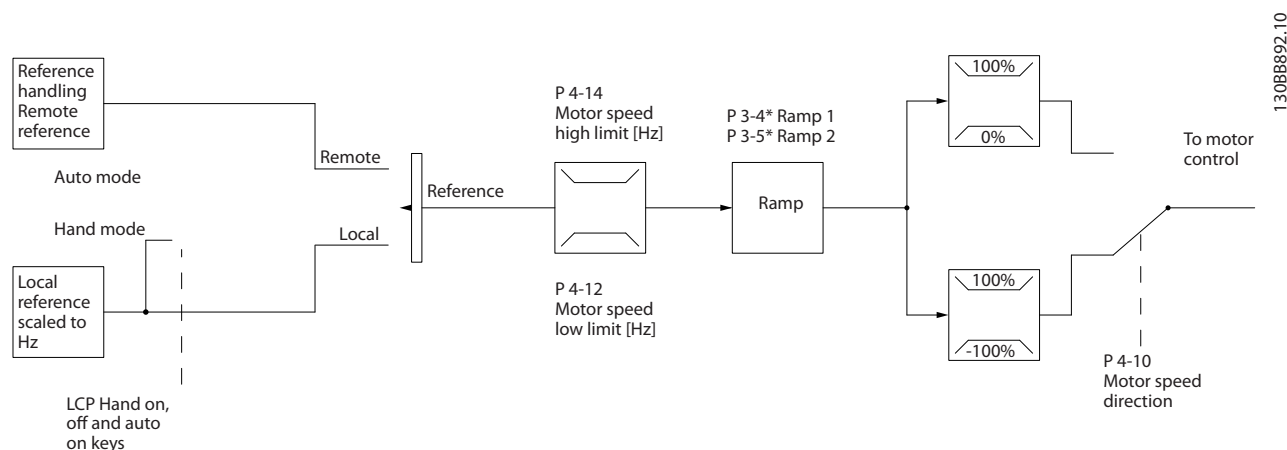 130BB892.10
Reference
handling
Remote
reference
Auto mode
Hand mode
Local
reference
scaled to
Hz
LCP Hand on,
off and auto
on keys
Remote
Local
Reference
P 4-14
Motor speed
high limit [Hz]
P 4-12
Motor speed
low limit [Hz]
P 3-4* Ramp 1
P 3-5* Ramp 2
Ramp
100%
0%
100%
-100%
To motor
control
P 4-10
Motor speed
direction